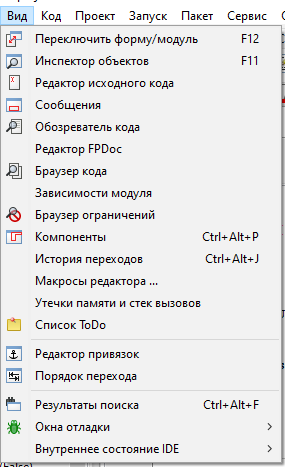 Вид Код Проект Запуск Пакет Сервис
Переключить форму/модуль F12
Инспектор объектов F11
Редактор исходного кода
Сообщения
Обозреватель кода
Редактор FPDoc
Браузер кода
Зависимости модуля
Браузер ограничений
Компоненты Ctrl+Alt+P
История переходов Ctrl+Alt+J
Макросы редактора ...
Утечки памяти и стек вызовов
Список ToDo
Редактор привязок
Порядок перехода
Результаты поиска Ctrl+Alt+F
Окна отладки
Внутреннее состояние IDE